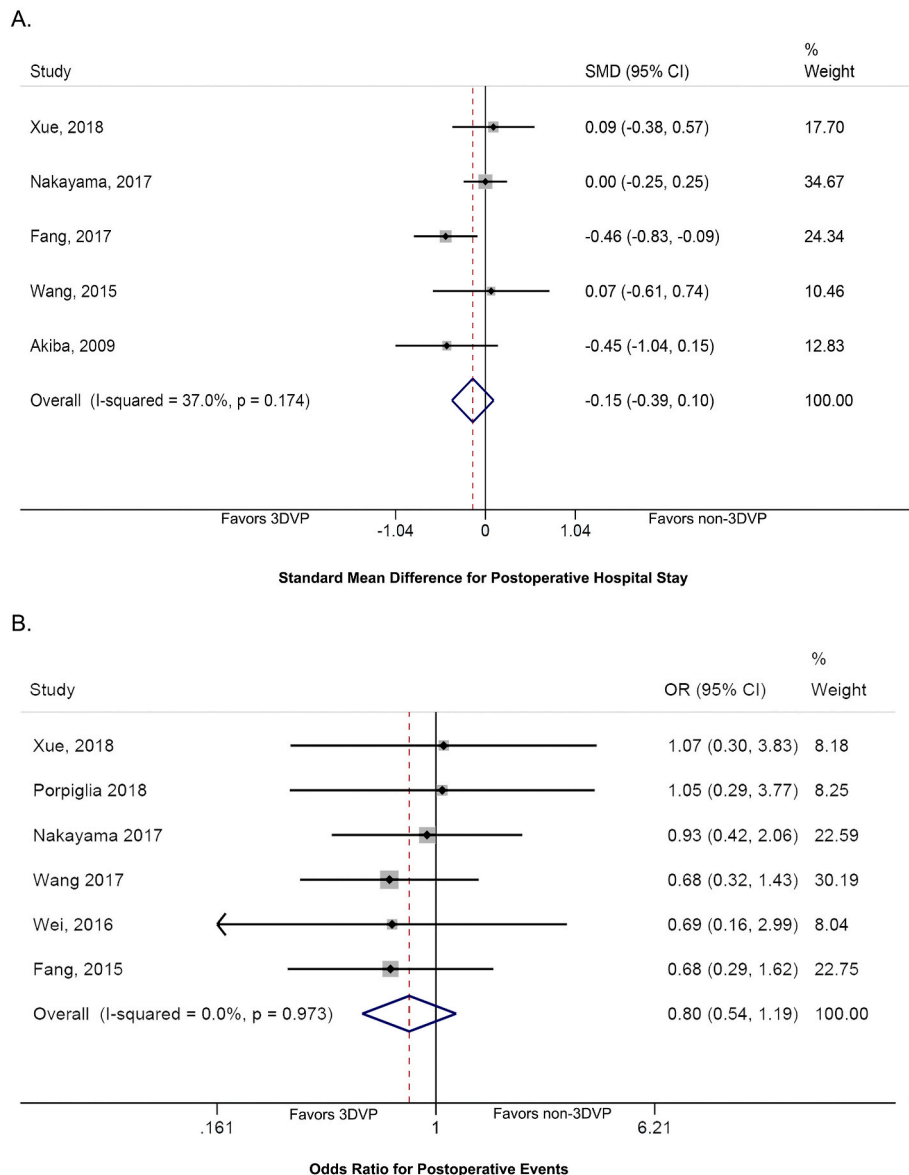 A.
%
Study SMD (95% CI) Weight
Xue, 2018 0.09 (-0.38, 0.57) 17.70
Nakayama, 2017 0.00 (-0.25, 0.25) 34.67
Fang, 2017 -0.46 (-0.83, -0.09) 24.34
Wang, 2015 0.07 (-0.61, 0.74) 10.46
Akiba, 2009 -0.45 (-1.04, 0.15) 12.83
Overall (I-squared = 37.0%, p = 0.174) -0.15 (-0.39, 0.10) 100.00
Favors 3DVP Favors non-3DVP
-1.04 0 1.04
Standard Mean Difference for Postoperative Hospital Stay
B.
%
Study OR (95% CI) Weight
Xue, 2018 1.07 (0.30, 3.83) 8.18
Porpiglia 2018 1.05 (0.29, 3.77) 8.25
Nakayama 2017 0.93 (0.42, 2.06) 22.59
Wang 2017 0.68 (0.32, 1.43) 30.19
Wei, 2016 0.69 (0.16, 2.99) 8.04
Fang, 2015 0.68 (0.29, 1.62) 22.75
Overall (I-squared = 0.0%, p = 0.973) 0.80 (0.54, 1.19) 100.00
Favors 3DVP Favors non-3DVP
.161 1 6.21
Odds Ratio for Postoperative Events